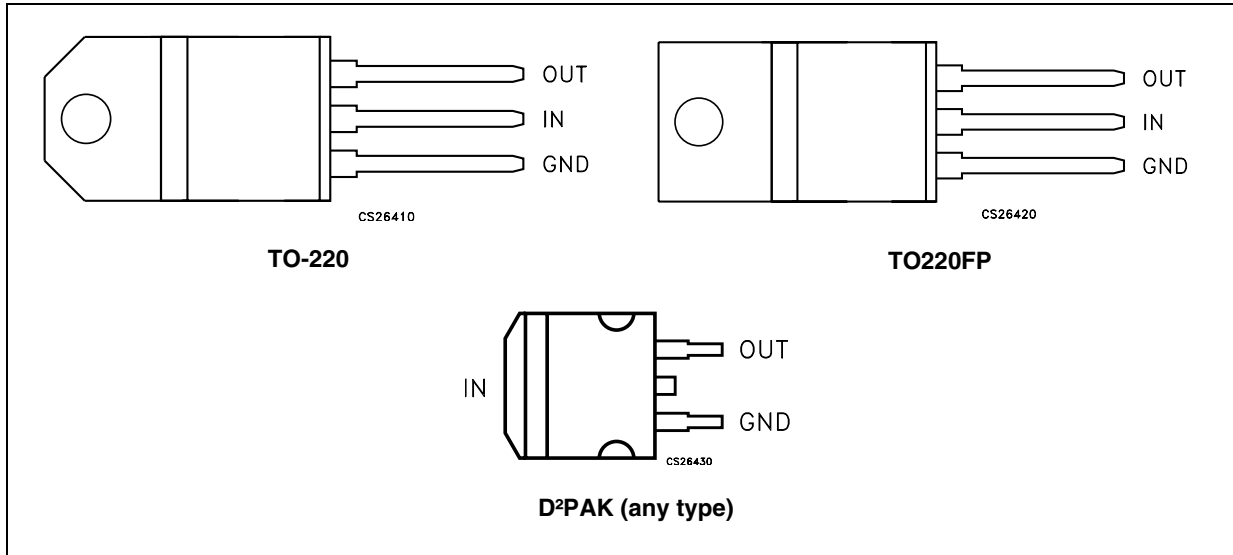 OUT
IN
GND
CS26410
TO-220
OUT
IN
GND
CS26420
TO220FP
IN
OUT
GND
CS26430
D²PAK (any type)